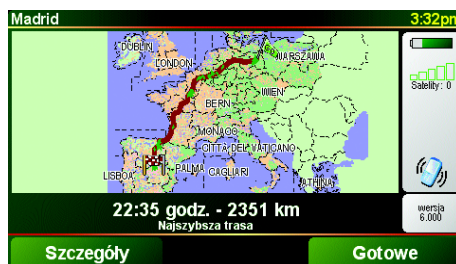 Madrid
3:32pm
DUBLIN
LONDON
WARSZAWA
WIEN
BERN
MONACO
CITTÀ DEL VATICANO
LISBOA
PALMA
CAGLIARI
ATHINA
Satelity: 0
22:35 godz. - 2351 km
Najszybsza trasa
wersja
6.000
Szczegóły
Gotowe